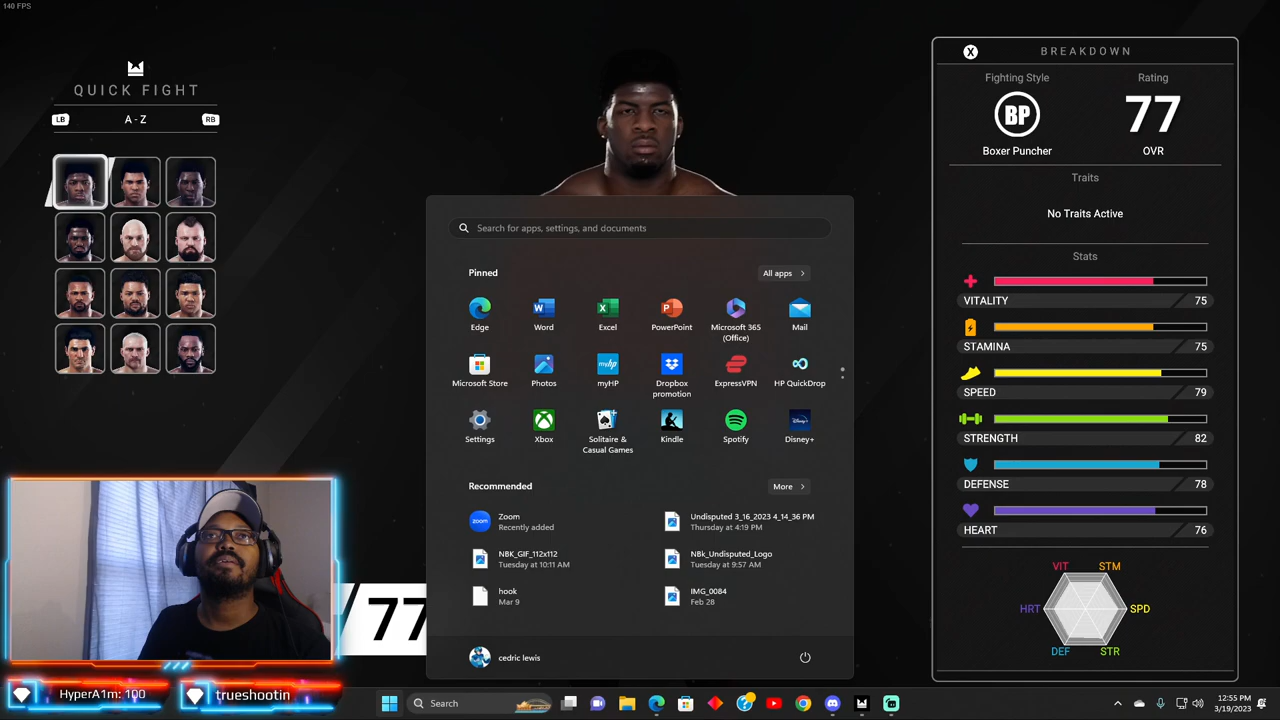 140 FPS
QUICK FIGHT
LB A - Z RB
X BREAKDOWN
Fighting Style Rating
BP 77
Boxer Puncher OVR
Traits
No Traits Active
Stats
VITALITY 75
STAMINA 75
SPEED 79
STRENGTH 82
DEFENSE 78
HEART 76
VIT STM
HRT SPD
DEF STR
Search for apps, settings, and documents
Pinned All apps
Edge Word Excel PowerPoint Microsoft 365 (Office) Mail
Microsoft Store Photos myHP Dropbox promotion ExpressVPN HP QuickDrop
Settings Xbox Solitaire & Casual Games Kindle Spotify Disney+
Recommended More
zoom
Zoom
Recently added
Undisputed 3_16_2023 4_14_36 PM
Thursday at 4:19 PM
NBK_GIF_112x112
Tuesday at 10:11 AM
NBk_Undisputed_Logo
Tuesday at 9:57 AM
hook
Mar 9
IMG_0084
Feb 28
cedric lewis
77
HyperA1m: 100 trueshootin
Search
12:55 PM
3/19/2023